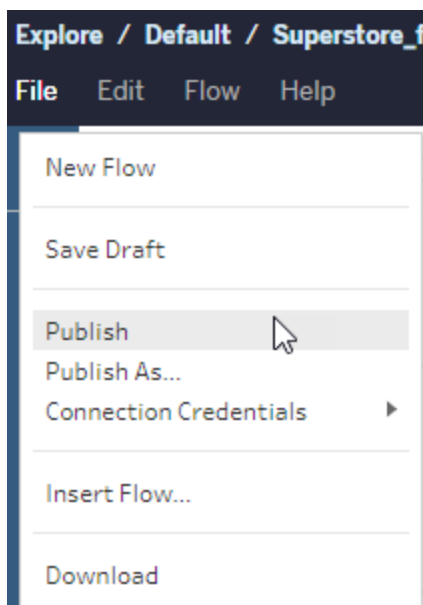 Explore / Default / Superstore_f
File Edit Flow Help
New Flow
Save Draft
Publish
Publish As...
Connection Credentials
Insert Flow...
Download